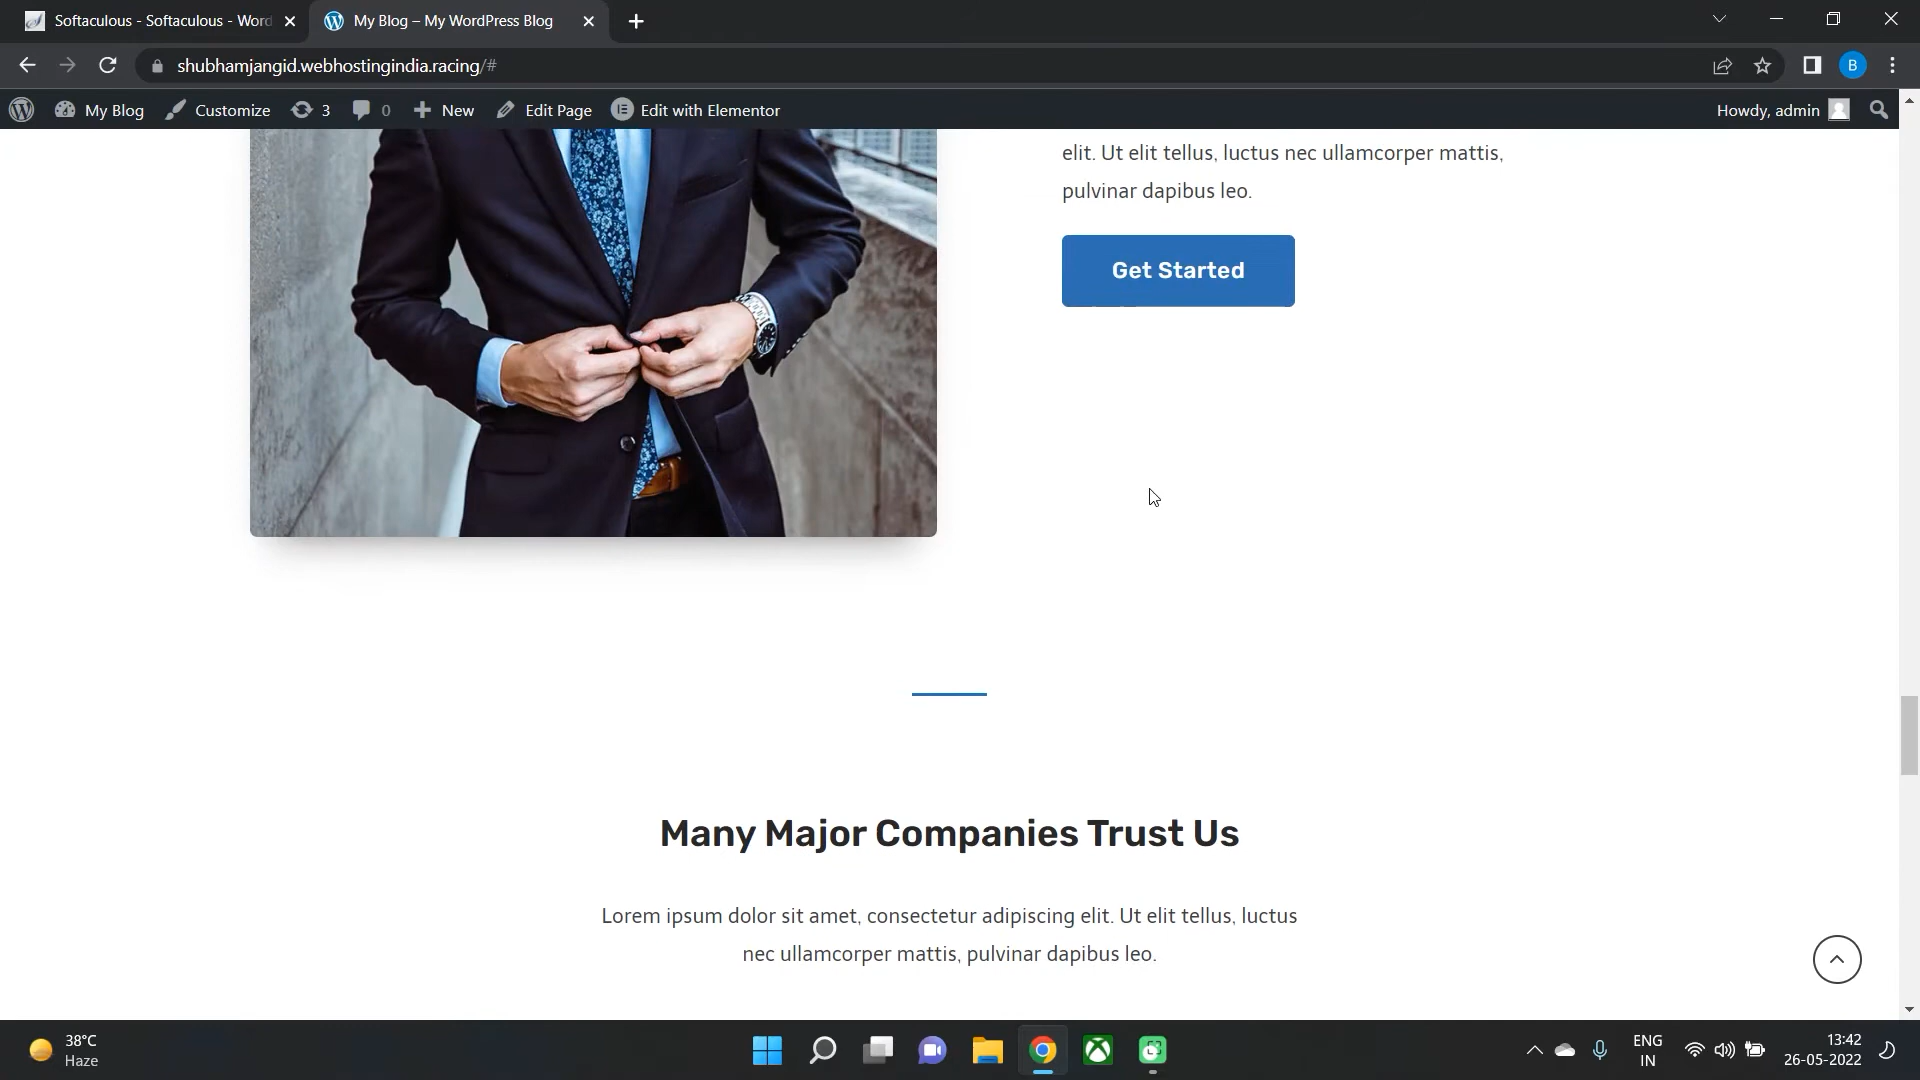 Softaculous - Softaculous - Word
My Blog – My WordPress Blog
shubhamjangid.webhostingindia.racing/#
B
My Blog
Customize
3
0
New
Edit Page
Edit with Elementor
Howdy, admin
elit. Ut elit tellus, luctus nec ullamcorper mattis,
pulvinar dapibus leo.
Get Started
Many Major Companies Trust Us
Lorem ipsum dolor sit amet, consectetur adipiscing elit. Ut elit tellus, luctus
nec ullamcorper mattis, pulvinar dapibus leo.
38°C
Haze
ENG
IN
13:42
26-05-2022